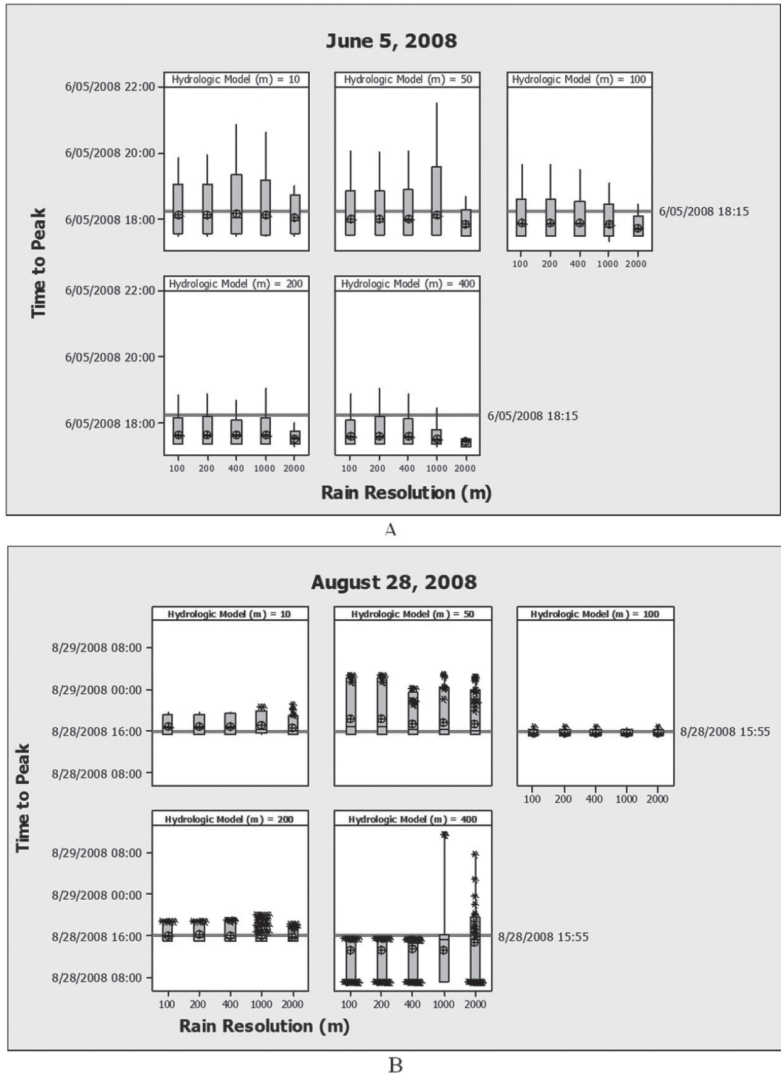 June 5, 2008
Hydrologic Model (m) = 10
Hydrologic Model (m) = 50
Hydrologic Model (m) = 100
6/05/2008 22:00
6/05/2008 20:00
6/05/2008 18:00
6/05/2008 18:15
100 200 400 1000 2000
Hydrologic Model (m) = 200
Hydrologic Model (m) = 400
6/05/2008 22:00
6/05/2008 20:00
6/05/2008 18:00
6/05/2008 18:15
100 200 400 1000 2000
100 200 400 1000 2000
Time to Peak
Rain Resolution (m)
A
August 28, 2008
Hydrologic Model (m) = 10
Hydrologic Model (m) = 50
Hydrologic Model (m) = 100
8/29/2008 08:00
8/29/2008 00:00
8/28/2008 16:00
8/28/2008 08:00
8/28/2008 15:55
100 200 400 1000 2000
Hydrologic Model (m) = 200
Hydrologic Model (m) = 400
8/29/2008 08:00
8/29/2008 00:00
8/28/2008 16:00
8/28/2008 08:00
8/28/2008 15:55
100 200 400 1000 2000
100 200 400 1000 2000
Time to Peak
Rain Resolution (m)
B